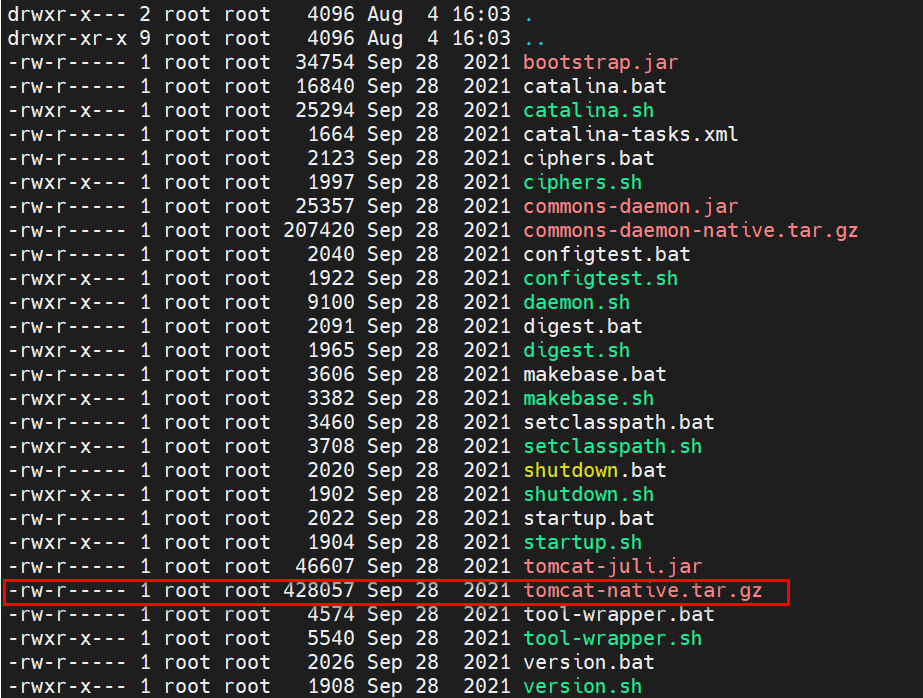 drwxr-x--- 2 root root   4096 Aug  4 16:03 .
drwxr-xr-x 9 root root   4096 Aug  4 16:03 ..
-rw-r----- 1 root root  34754 Sep 28  2021 bootstrap.jar
-rw-r----- 1 root root  16840 Sep 28  2021 catalina.bat
-rwxr-x--- 1 root root  25294 Sep 28  2021 catalina.sh
-rw-r----- 1 root root   1664 Sep 28  2021 catalina-tasks.xml
-rw-r----- 1 root root   2123 Sep 28  2021 ciphers.bat
-rwxr-x--- 1 root root   1997 Sep 28  2021 ciphers.sh
-rw-r----- 1 root root  25357 Sep 28  2021 commons-daemon.jar
-rw-r----- 1 root root 207420 Sep 28  2021 commons-daemon-native.tar.gz
-rw-r----- 1 root root   2040 Sep 28  2021 configtest.bat
-rwxr-x--- 1 root root   1922 Sep 28  2021 configtest.sh
-rwxr-x--- 1 root root   9100 Sep 28  2021 daemon.sh
-rw-r----- 1 root root   2091 Sep 28  2021 digest.bat
-rwxr-x--- 1 root root   1965 Sep 28  2021 digest.sh
-rw-r----- 1 root root   3606 Sep 28  2021 makebase.bat
-rwxr-x--- 1 root root   3382 Sep 28  2021 makebase.sh
-rw-r----- 1 root root   3460 Sep 28  2021 setclasspath.bat
-rwxr-x--- 1 root root   3708 Sep 28  2021 setclasspath.sh
-rw-r----- 1 root root   2020 Sep 28  2021 shutdown.bat
-rwxr-x--- 1 root root   1902 Sep 28  2021 shutdown.sh
-rw-r----- 1 root root   2022 Sep 28  2021 startup.bat
-rwxr-x--- 1 root root   1904 Sep 28  2021 startup.sh
-rw-r----- 1 root root  46607 Sep 28  2021 tomcat-juli.jar
-rw-r----- 1 root root 428057 Sep 28  2021 tomcat-native.tar.gz
-rw-r----- 1 root root   4574 Sep 28  2021 tool-wrapper.bat
-rwxr-x--- 1 root root   5540 Sep 28  2021 tool-wrapper.sh
-rw-r----- 1 root root   2026 Sep 28  2021 version.bat
-rwxr-x--- 1 root root   1908 Sep 28  2021 version.sh